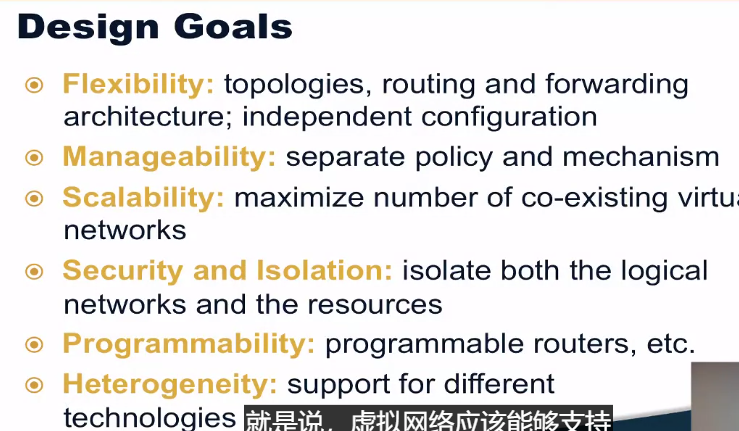 Design Goals
Flexibility: topologies, routing and forwarding
architecture; independent configuration
Manageability: separate policy and mechanism
Scalability: maximize number of co-existing virtua
networks
Security and Isolation: isolate both the logical
networks and the resources
Programmability: programmable routers, etc.
Heterogeneity: support for different
technologies
就是说，虚拟网络应该能够支持